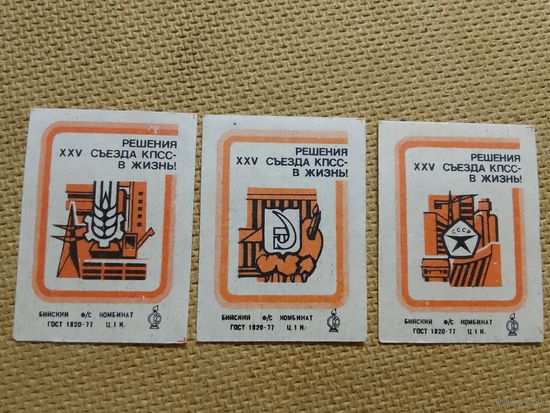 РЕШЕНИЯ
XXV СЪЕЗДА КПСС-
В ЖИЗНЬ!
БИЙСКИЙ Ф/С КОМБИНАТ
ГОСТ 1820-77 Ц. 1 К.
РЕШЕНИЯ
XXV СЪЕЗДА КПСС-
В ЖИЗНЬ!
БИЙСКИЙ Ф/С КОМБИНАТ
ГОСТ 1820-77 Ц. 1 К.
РЕШЕНИЯ
XXV СЪЕЗДА КПСС-
В ЖИЗНЬ!
СССР
БИЙСКИЙ Ф/С КОМБИНАТ
ГОСТ 1820-77 Ц. 1 К.